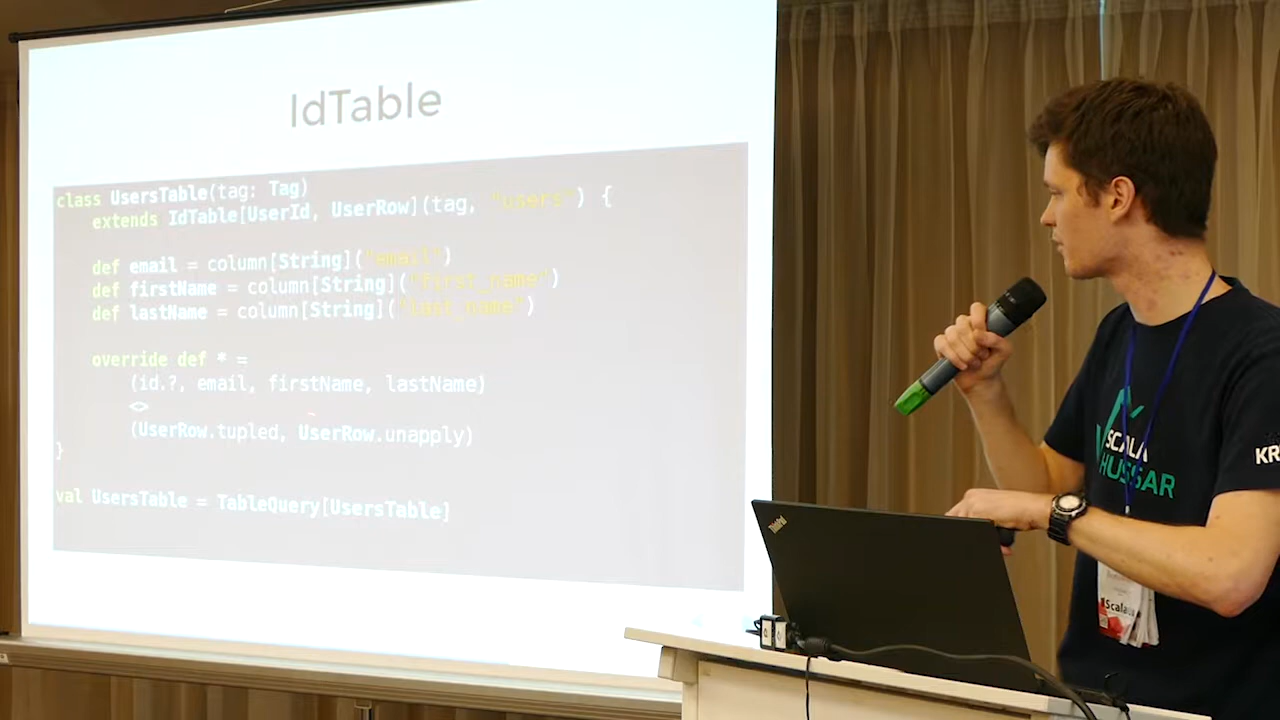 IdTable
class UsersTable(tag: Tag)
extends IdTable[UserId, UserRow](tag, "users") {
def email = column[String]("email")
def firstName = column[String]("first_name")
def lastName = column[String]("last_name")
override def * =
(id.?, email, firstName, lastName)
<>
(UserRow.tupled, UserRow.unapply)
}
val UsersTable = TableQuery[UsersTable]
ThinkPad
SCALA
HUSSAR
KR
Scala